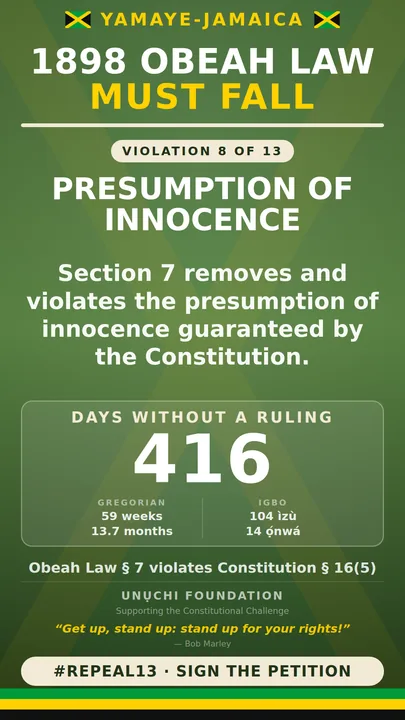 YAMAYE-JAMAICA
1898 OBEAH LAW
MUST FALL
VIOLATION 8 OF 13
PRESUMPTION OF
INNOCENCE
Section 7 removes and
violates the presumption of
innocence guaranteed by
the Constitution.
DAYS WITHOUT A RULING
416
GREGORIAN
59 weeks
13.7 months
IGBO
104 ìzù
14 ọ́nwá
Obeah Law § 7 violates Constitution § 16(5)
UNỤCHI FOUNDATION
Supporting the Constitutional Challenge
“Get up, stand up: stand up for your rights!”
— Bob Marley
#REPEAL13 · SIGN THE PETITION